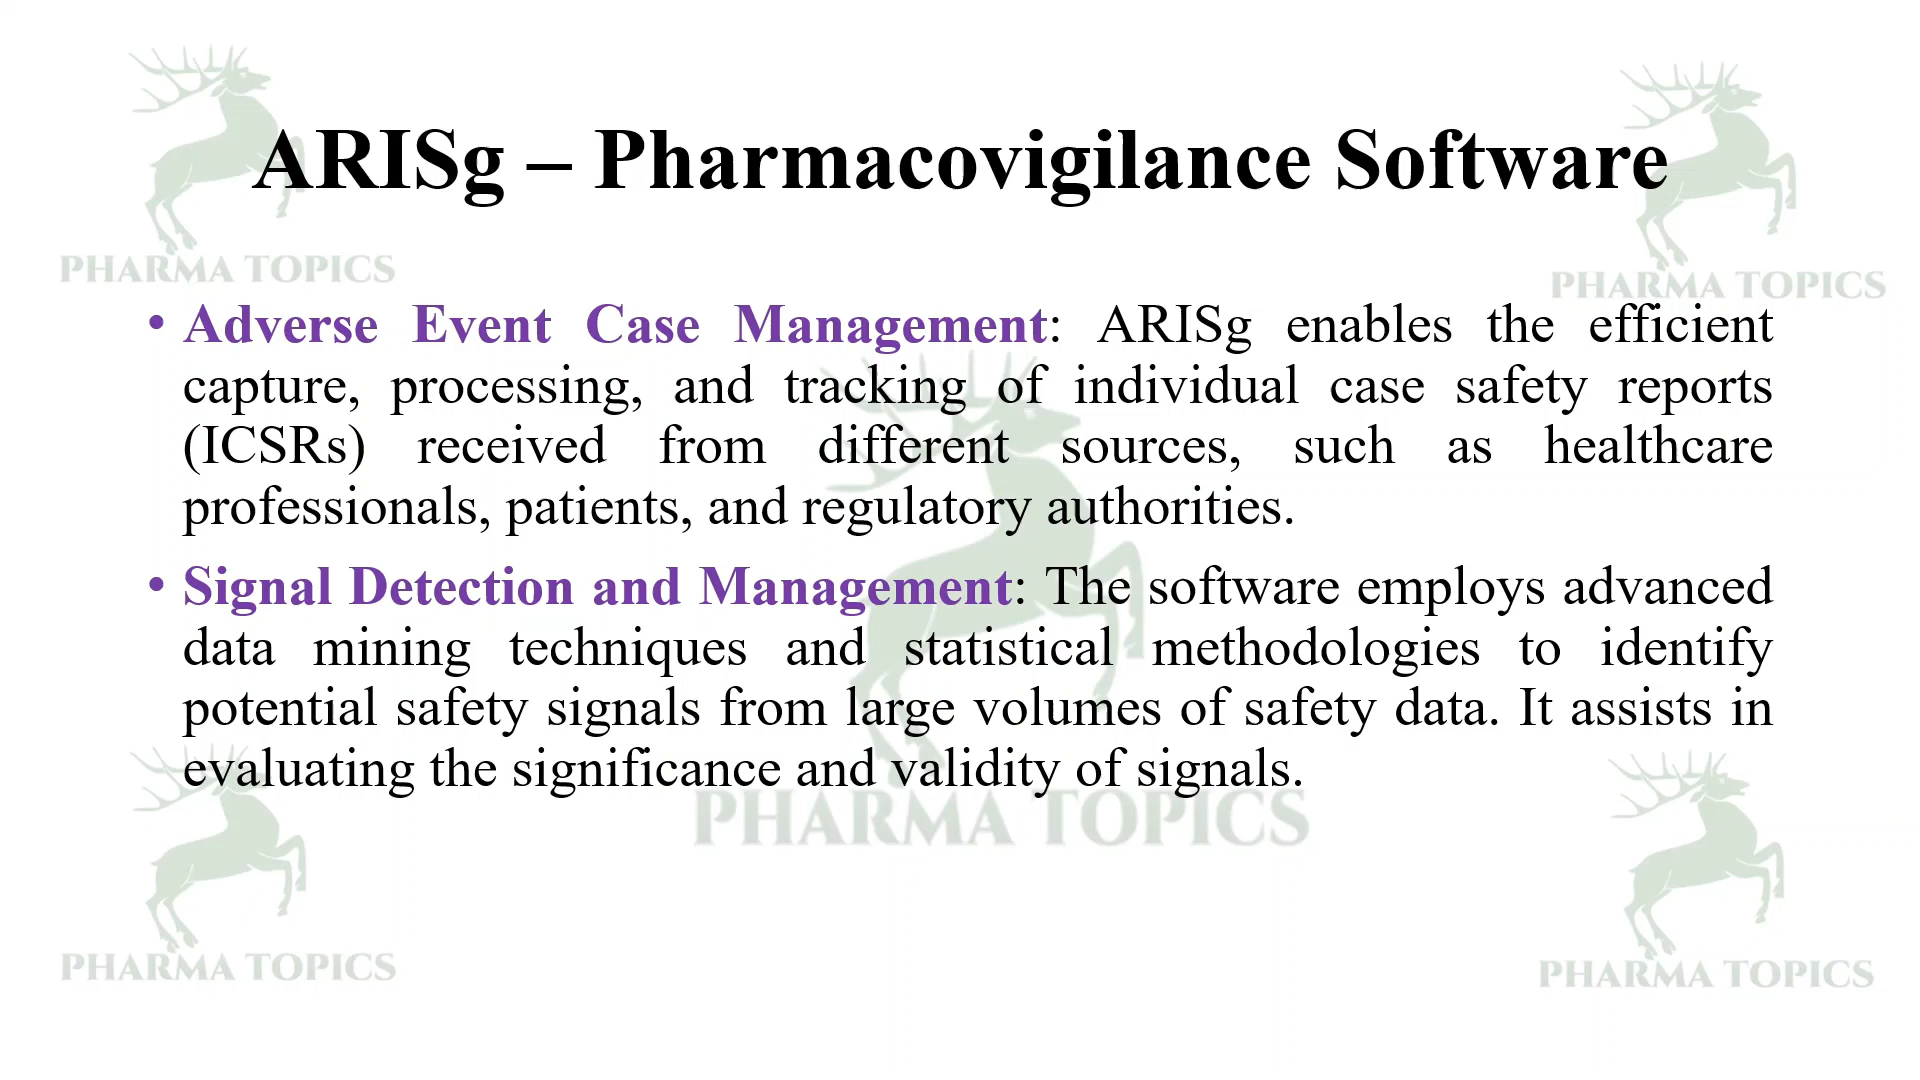 ARISg – Pharmacovigilance Software
PHARMA TOPICS
PHARMA TOPICS
• Adverse Event Case Management: ARISg enables the efficient
capture, processing, and tracking of individual case safety reports
(ICSRs) received from different sources, such as healthcare
professionals, patients, and regulatory authorities.
• Signal Detection and Management: The software employs advanced
data mining techniques and statistical methodologies to identify
potential safety signals from large volumes of safety data. It assists in
evaluating the significance and validity of signals.
PHARMA TOPICS
PHARMA TOPICS
PHARMA TOPICS